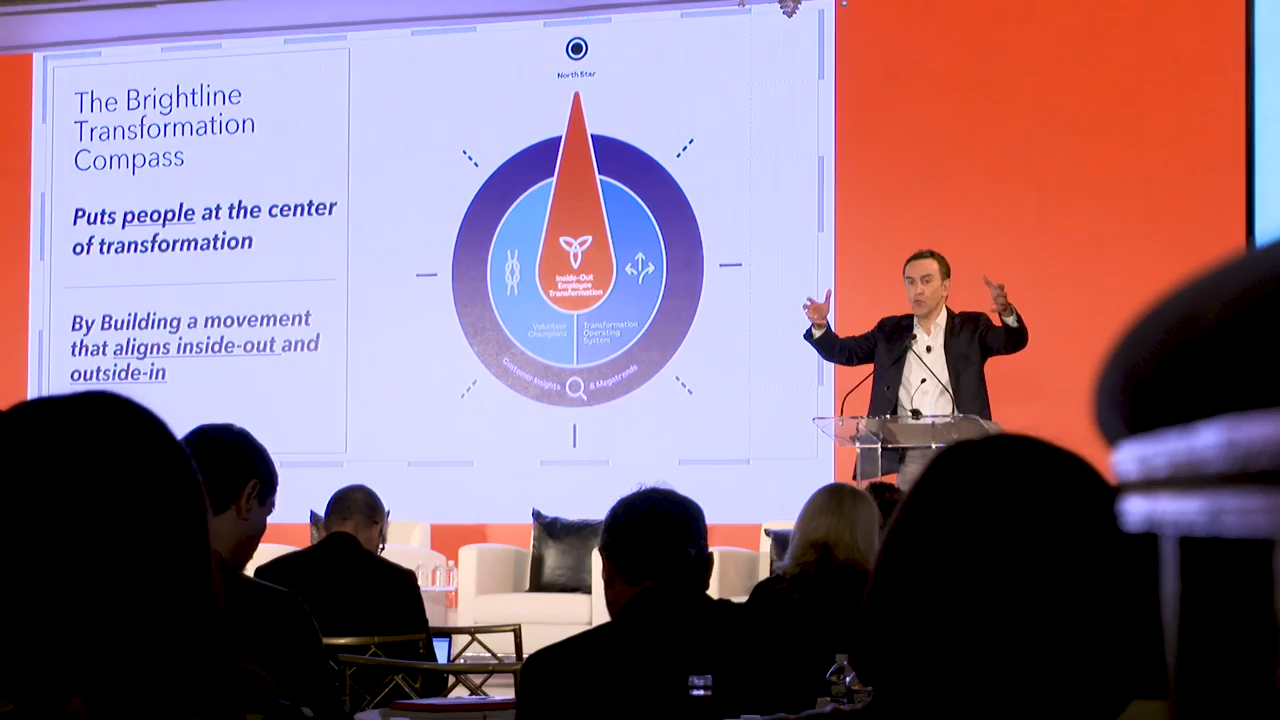 The Brightline
Transformation
Compass
Puts people at the center
of transformation
By Building a movement
that aligns inside-out and
outside-in
North Star
Inside-Out
Employee
Transformation
Volunteer
Champions
Transformation
Operating
System
Customer Insights & Megatrends